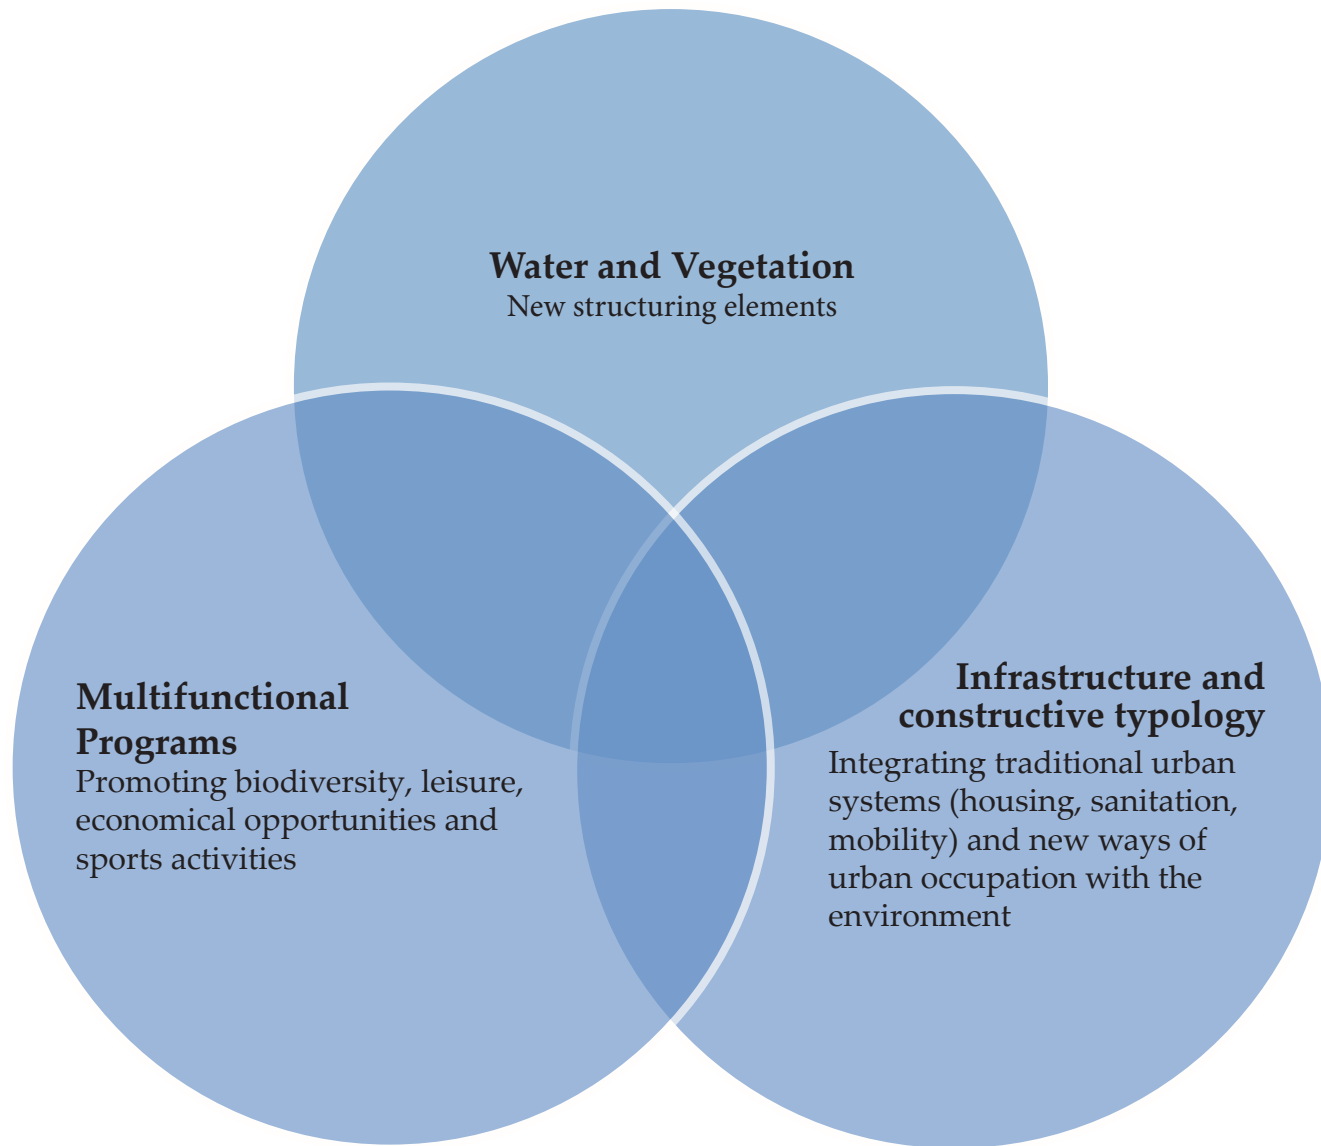 Water and Vegetation
New structuring elements
Multifunctional
Programs
Promoting biodiversity, leisure,
economical opportunities and
sports activities
Infrastructure and
constructive typology
Integrating traditional urban
systems (housing, sanitation,
mobility) and new ways of
urban occupation with the
environment